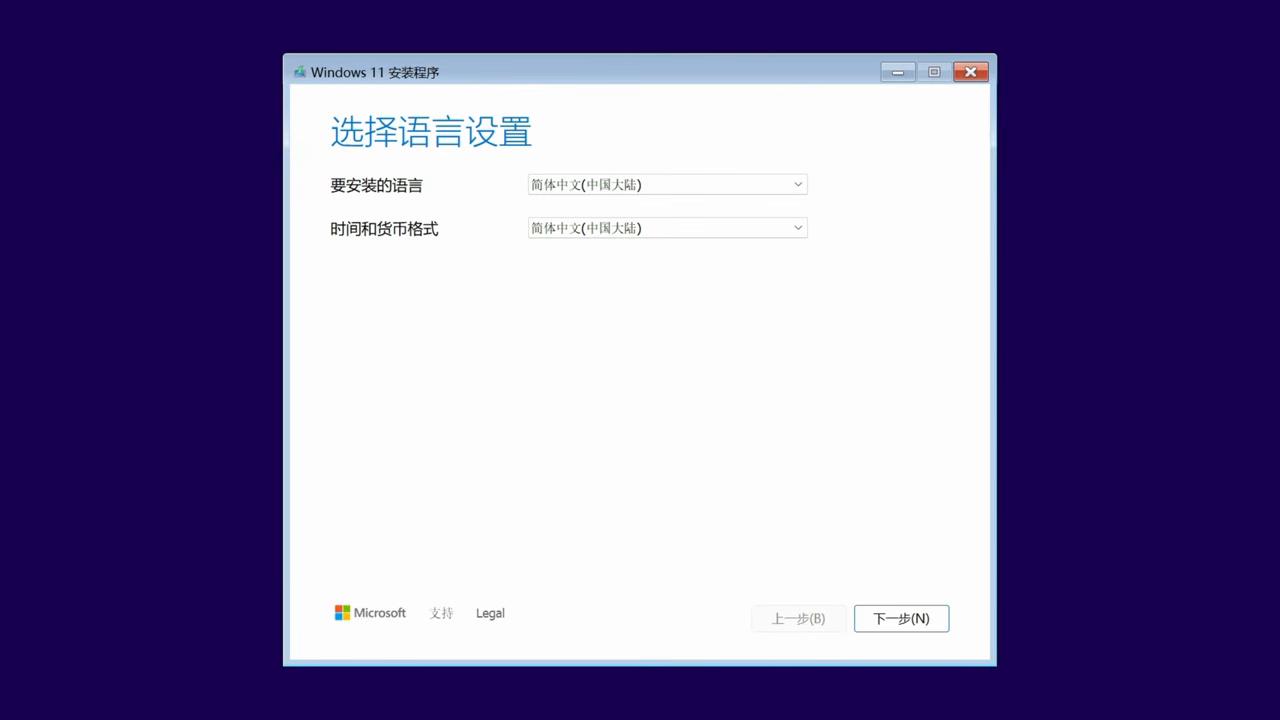 Windows 11 安装程序
选择语言设置
要安装的语言
简体中文(中国大陆)
时间和货币格式
简体中文(中国大陆)
Microsoft 支持 Legal
上一步(B) 下一步(N)